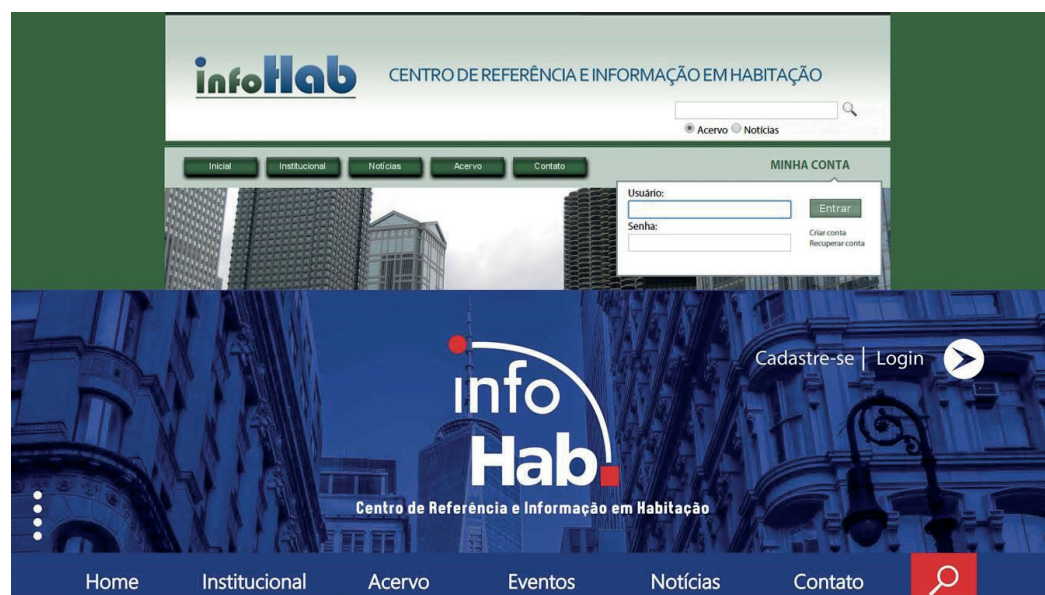 infoHab
CENTRO DE REFERÊNCIA E INFORMAÇÃO EM HABITAÇÃO
Acervo Notícias
Inicial Institucional Notícias Acervo Contato
MINHA CONTA
Usuário:
Entrar
Senha:
Criar conta
Recuperar conta
Cadastre-se | Login
info
Hab
Centro de Referência e Informação em Habitação
Home Institucional Acervo Eventos Notícias Contato